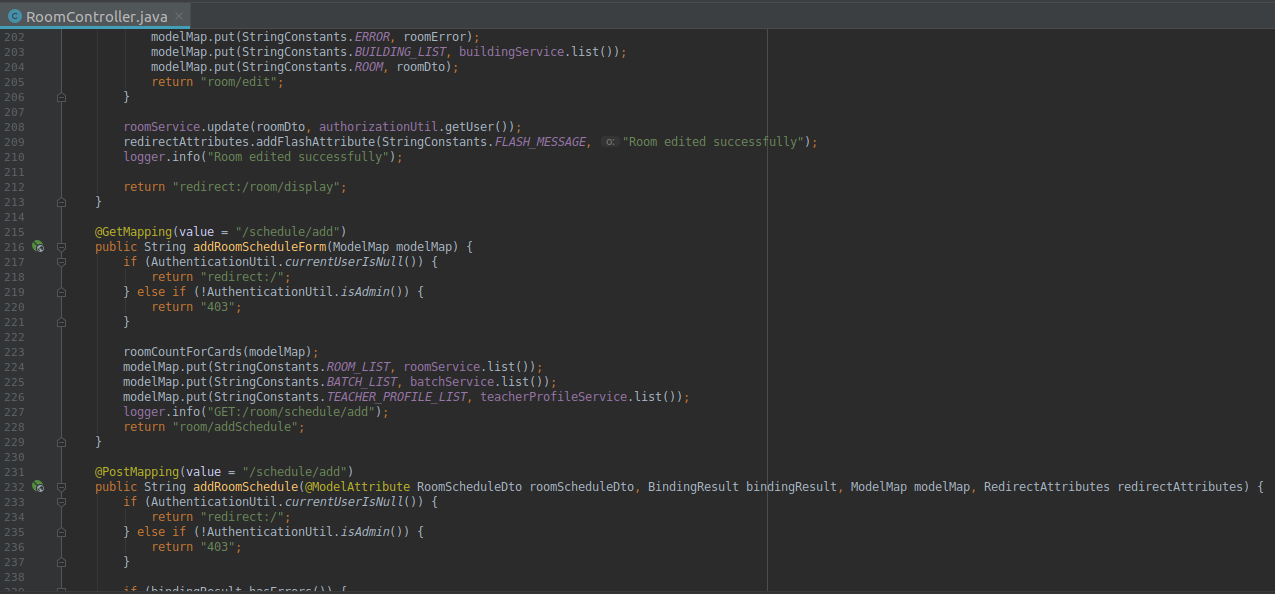 RoomController.java
202 modelMap.put(StringConstants.ERROR, roomError);
203 modelMap.put(StringConstants.BUILDING_LIST, buildingService.list());
204 modelMap.put(StringConstants.ROOM, roomDto);
205 return "room/edit";
206 }
207
208 roomService.update(roomDto, authorizationUtil.getUser());
209 redirectAttributes.addFlashAttribute(StringConstants.FLASH_MESSAGE, o: "Room edited successfully");
210 logger.info("Room edited successfully");
211
212 return "redirect:/room/display";
213 }
214
215 @GetMapping(value = "/schedule/add")
216 public String addRoomScheduleForm(ModelMap modelMap) {
217 if (AuthenticationUtil.currentUserIsNull()) {
218 return "redirect:/";
219 } else if (!AuthenticationUtil.isAdmin()) {
220 return "403";
221 }
222
223 roomCountForCards(modelMap);
224 modelMap.put(StringConstants.ROOM_LIST, roomService.list());
225 modelMap.put(StringConstants.BATCH_LIST, batchService.list());
226 modelMap.put(StringConstants.TEACHER_PROFILE_LIST, teacherProfileService.list());
227 logger.info("GET:/room/schedule/add");
228 return "room/addSchedule";
229 }
230
231 @PostMapping(value = "/schedule/add")
232 public String addRoomSchedule(@ModelAttribute RoomScheduleDto roomScheduleDto, BindingResult bindingResult, ModelMap modelMap, RedirectAttributes redirectAttributes) {
233 if (AuthenticationUtil.currentUserIsNull()) {
234 return "redirect:/";
235 } else if (!AuthenticationUtil.isAdmin()) {
236 return "403";
237 }
238
239 if (bindingResult.hasErrors()) {